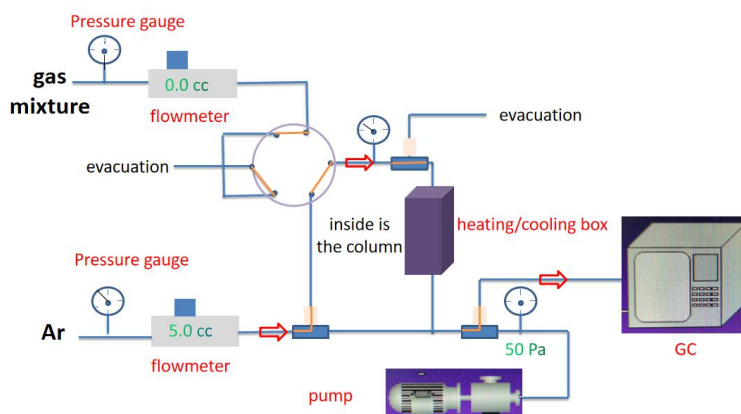 Pressure gauge
gas
mixture
0.0 cc
flowmeter
evacuation
evacuation
inside is
the column
heating/cooling box
Pressure gauge
Ar
5.0 cc
flowmeter
50 Pa
GC
pump